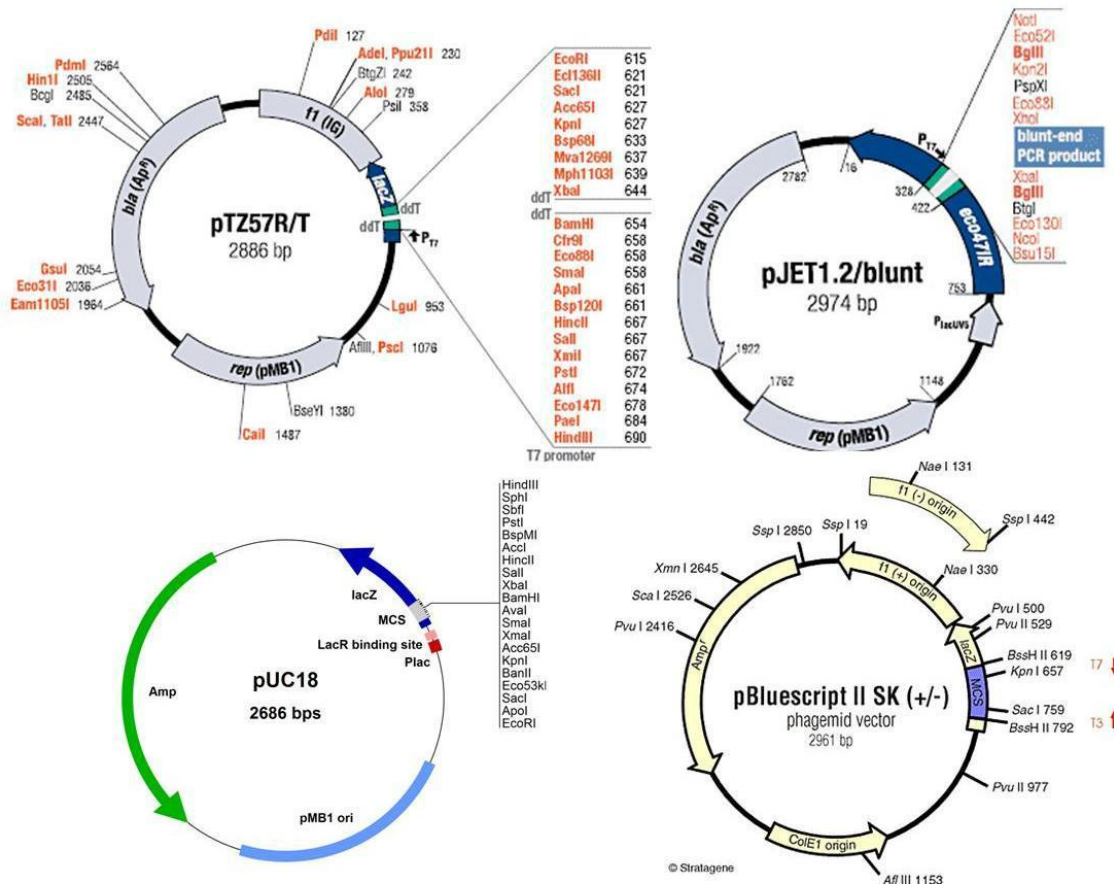 PdiI 127
AdeI, Ppu21I 230
BtgZI 242
AloI 279
PsiI 358
PdmI 2564
Hin1I 2505
BcgI 2485
ScaI, TatI 2447
f1 (IG)
lacZ
ddT
ddT
PT7
bla (ApR)
pTZ57R/T
2886 bp
GsuI 2054
Eco31I 2036
Eam1105I 1964
LguI 953
AflIII, PscI 1076
rep (pMB1)
BseYI 1380
CaiI 1487
EcoRI 615
Ecl136II 621
SacI 621
Acc65I 627
KpnI 627
Bsp68I 633
Mva1269I 637
Mph1103I 639
XbaI 644
ddT
ddT
BamHI 654
Cfr9I 658
Eco88I 658
SmaI 658
ApaI 661
Bsp120I 661
HincII 667
SalI 667
XmiI 667
PstI 672
AlfI 674
Eco147I 678
PaeI 684
HindIII 690
T7 promoter
NotI
Eco52I
BglII
Kpn2I
PspXI
Eco88I
XhoI
blunt-end
PCR product
XbaI
BglII
BtgI
Eco130I
NcoI
Bsu15I
PT7
2782
16
328
422
eco47IR
bla (ApR)
pJET1.2/blunt
2974 bp
753
PlacUV5
1922
1762
1148
rep (pMB1)
HindIII
SphI
SbfI
PstI
BspMI
AccI
HincII
SalI
XbaI
BamHI
AvaI
SmaI
XmaI
Acc65I
KpnI
BanII
Eco53kI
SacI
ApoI
EcoRI
lacZ
MCS
LacR binding site
Plac
Amp
pUC18
2686 bps
pMB1 ori
Nae I 131
f1 (-) origin
Ssp I 442
Ssp I 2850
Ssp I 19
Xmn I 2645
f1 (+) origin
Nae I 330
Sca I 2526
Pvu I 500
Pvu I 2416
Pvu II 529
lacZ
BssH II 619
Kpn I 657
T7
Ampr
MCS
pBluescript II SK (+/-)
phagemid vector
2961 bp
Sac I 759
BssH II 792
T3
Pvu II 977
ColE1 origin
© Stratagene
Afl III 1153